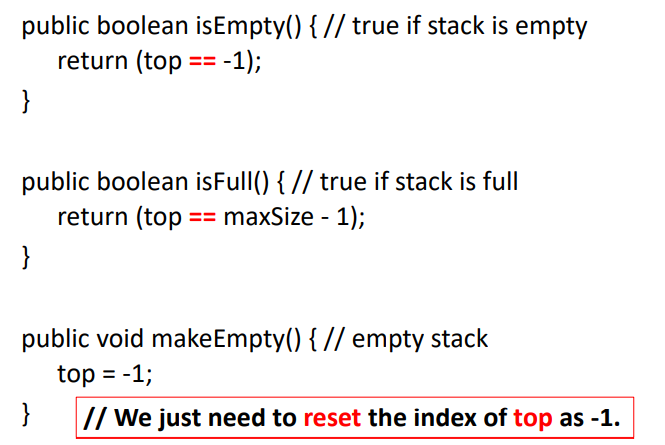 public boolean isEmpty() { // true if stack is empty
return (top == -1);
}
public boolean isFull() { // true if stack is full
return (top == maxSize - 1);
}
public void makeEmpty() { // empty stack
top = -1;
}
// We just need to reset the index of top as -1.